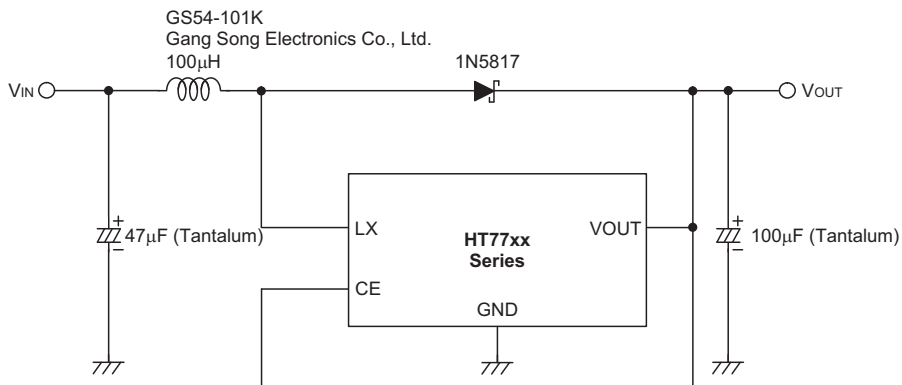 GS54-101K
Gang Song Electronics Co., Ltd.
100µH
1N5817
VIN
VOUT
+
47µF (Tantalum)
−
LX
CE
HT77xx
Series
VOUT
GND
+
100µF (Tantalum)
−